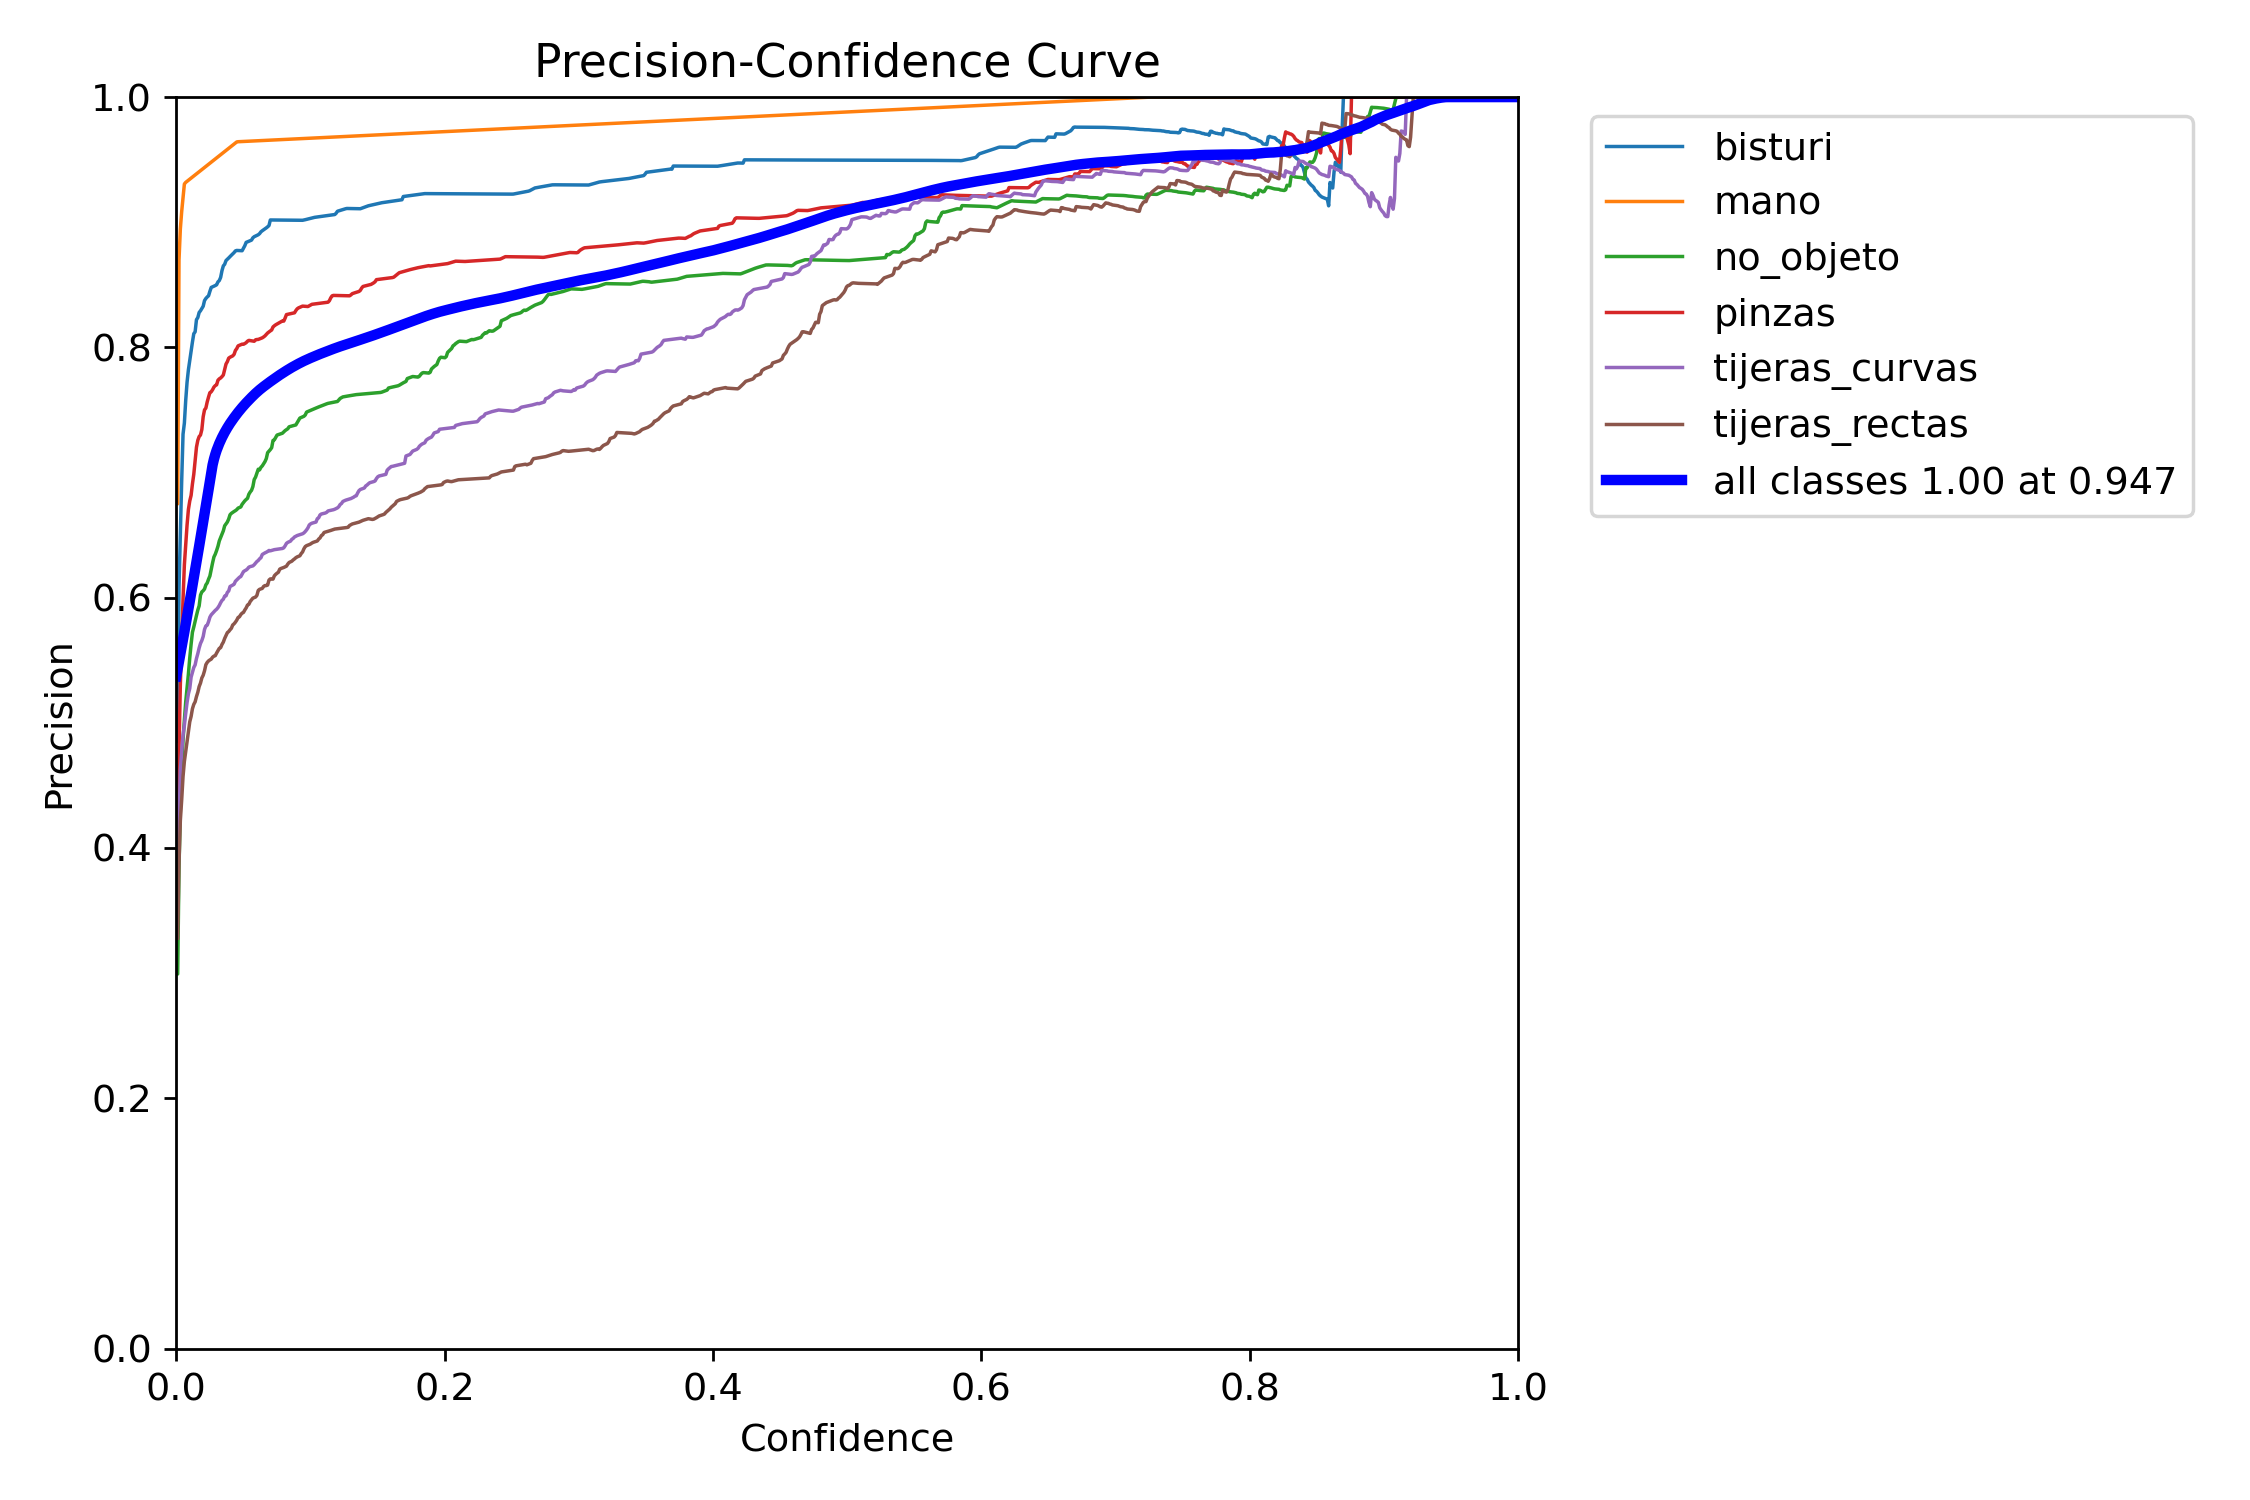 Precision-Confidence Curve
1.0
0.8
0.6
0.4
0.2
0.0
Precision
0.0 0.2 0.4 0.6 0.8 1.0
Confidence
bisturi
mano
no_objeto
pinzas
tijeras_curvas
tijeras_rectas
all classes 1.00 at 0.947